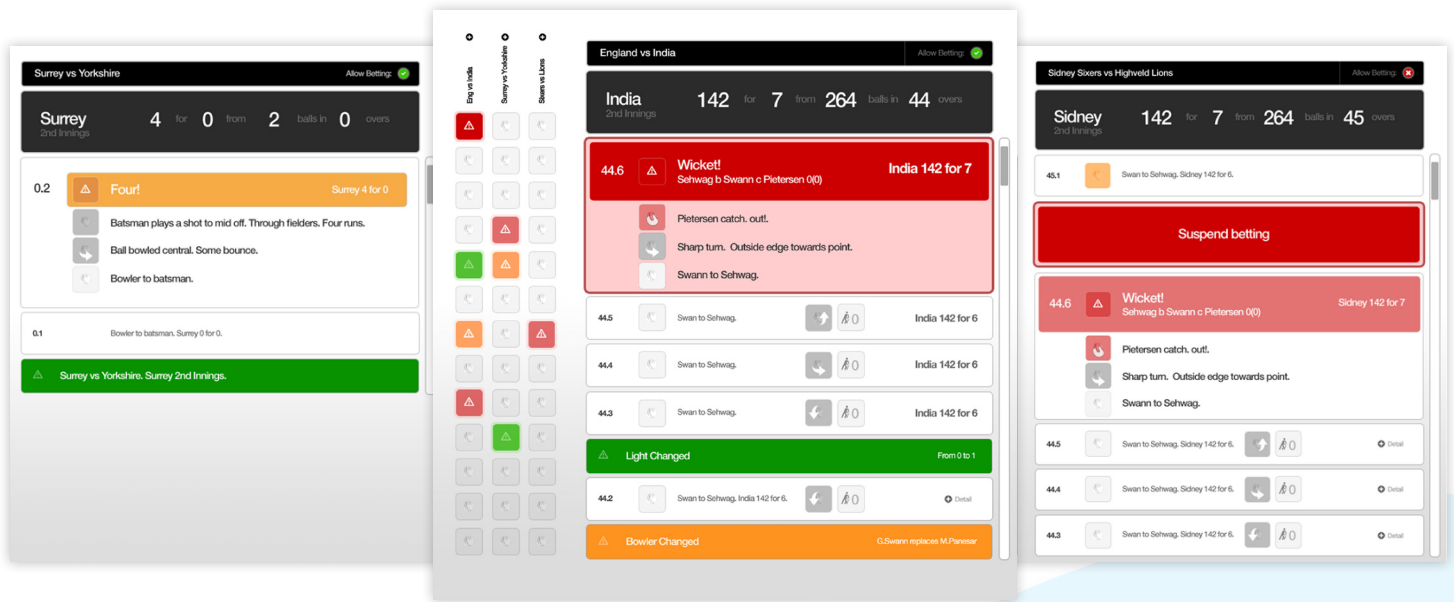 Surrey vs Yorkshire Allow Betting:
Surrey 4 for 0 from 2 balls in 0 overs
2nd Innings
0.2 Four! Surrey 4 for 0
Batsman plays a shot to mid off. Through fielders. Four runs.
Ball bowled central. Some bounce.
Bowler to batsman.
0.1 Bowler to batsman. Surrey 0 for 0.
Surrey vs Yorkshire. Surrey 2nd Innings.
Eng vs India
Surrey vs Yorkshire
Sixers vs Lions
England vs India Allow Betting:
India 142 for 7 from 264 balls in 44 overs
2nd Innings
44.6 Wicket! India 142 for 7
Sehwag b Swann c Pietersen 0(0)
Pietersen catch. out!.
Sharp turn. Outside edge towards point.
Swann to Sehwag.
44.5 Swan to Sehwag. 0 India 142 for 6
44.4 Swan to Sehwag. 0 India 142 for 6
44.3 Swan to Sehwag. 0 India 142 for 6
Light Changed From 0 to 1
44.2 Swan to Sehwag. India 142 for 6. 0 Detail
Bowler Changed G.Swann replaces M.Panesar
Sidney Sixers vs Highveld Lions Allow Betting:
Sidney 142 for 7 from 264 balls in 45 overs
2nd Innings
45.1 Swan to Sehwag. Sidney 142 for 6.
Suspend betting
44.6 Wicket! Sidney 142 for 7
Sehwag b Swann c Pietersen 0(0)
Pietersen catch. out!.
Sharp turn. Outside edge towards point.
Swann to Sehwag.
44.5 Swan to Sehwag. Sidney 142 for 6. 0 Detail
44.4 Swan to Sehwag. Sidney 142 for 6. 0 Detail
44.3 Swan to Sehwag. Sidney 142 for 6. 0 Detail